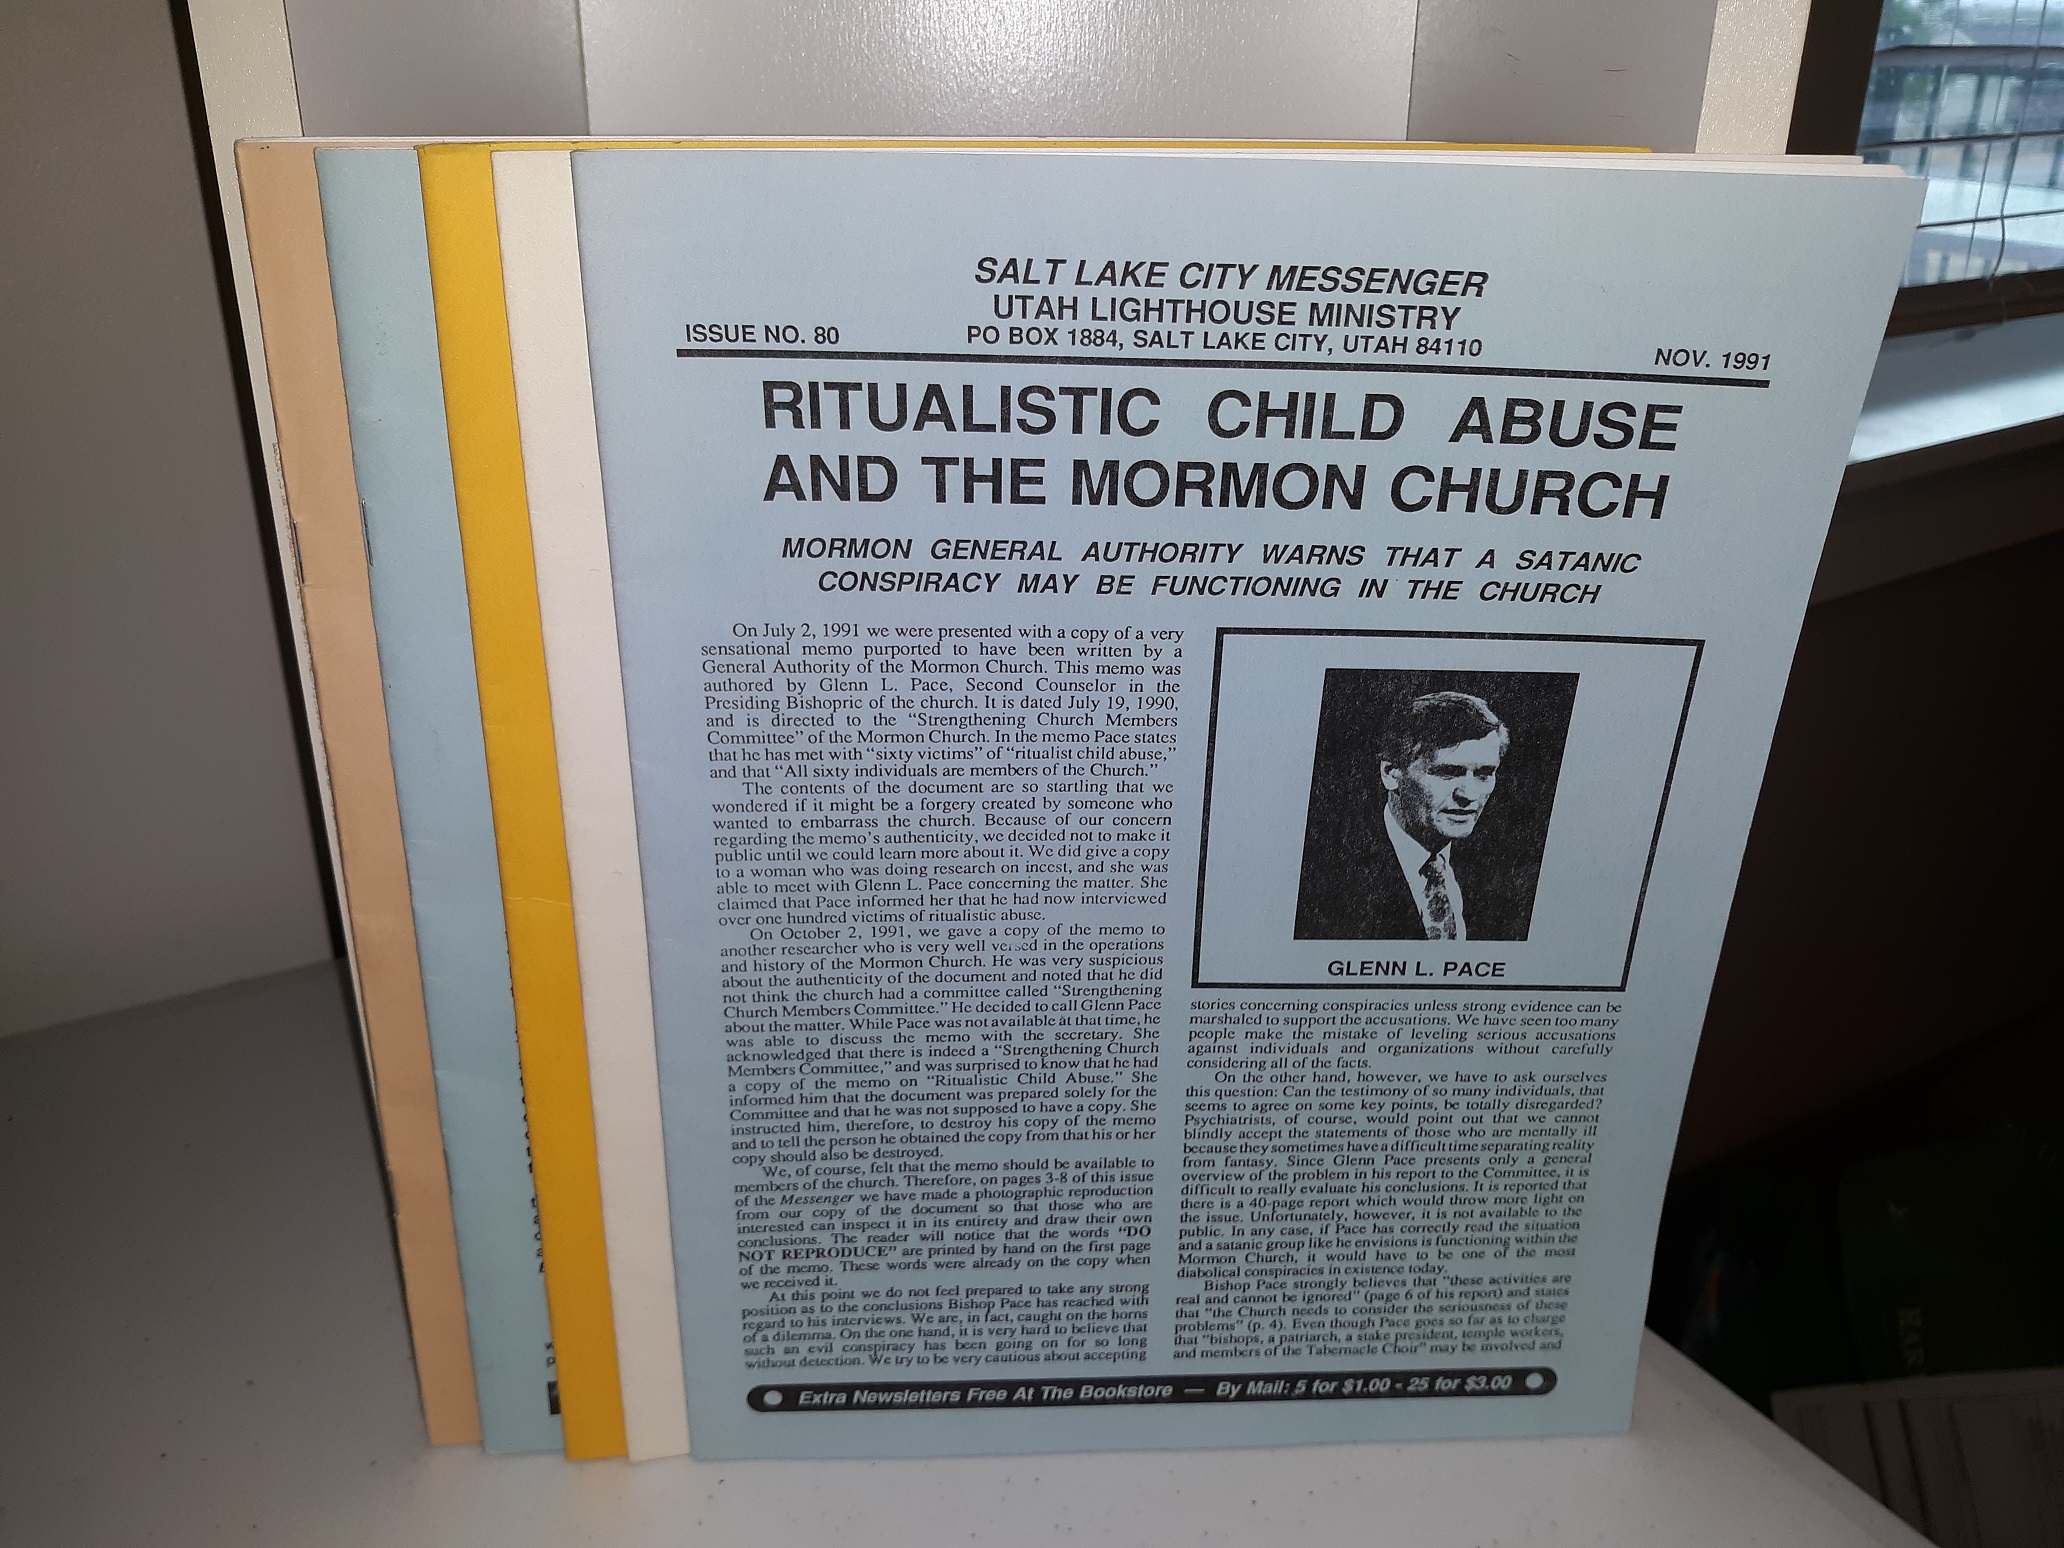 SALT LAKE CITY MESSENGER
UTAH LIGHTHOUSE MINISTRY
ISSUE NO. 80
PO BOX 1884, SALT LAKE CITY, UTAH 84110
NOV. 1991
RITUALISTIC CHILD ABUSE
AND THE MORMON CHURCH
MORMON GENERAL AUTHORITY WARNS THAT A SATANIC
CONSPIRACY MAY BE FUNCTIONING IN THE CHURCH
On July 2, 1991 we were presented with a copy of a very
sensational memo purported to have been written by a
General Authority of the Mormon Church. This memo was
authored by Glenn L. Pace, Second Counselor in the
Presiding Bishopric of the church. It is dated July 19, 1990,
and is directed to the “Strengthening Church Members
Committee” of the Mormon Church. In the memo Pace states
that he has met with “sixty victims” of “ritualist child abuse,”
and that “All sixty individuals are members of the Church.”
The contents of the document are so startling that we
wondered if it might be a forgery created by someone who
wanted to embarrass the church. Because of our concern
regarding the memo’s authenticity, we decided not to make it
public until we could learn more about it. We did give a copy
to a woman who was doing research on incest, and she was
able to meet with Glenn L. Pace concerning the matter. She
claimed that Pace informed her that he had now interviewed
over one hundred victims of ritualistic abuse.
On October 2, 1991, we gave a copy of the memo to
another researcher who is very well versed in the operations
and history of the Mormon Church. He was very suspicious
about the authenticity of the document and noted that he did
not think the church had a committee called “Strengthening
Church Members Committee.” He decided to call Glenn Pace
about the matter. While Pace was not available at that time, he
was able to discuss the memo with the secretary. She
acknowledged that there is indeed a “Strengthening Church
Members Committee,” and was surprised to know that he had
a copy of the memo on “Ritualistic Child Abuse.” She
informed him that the document was prepared solely for the
Committee and that he was not supposed to have a copy. She
instructed him, therefore, to destroy his copy of the memo
and to tell the person he obtained the copy from that his or her
copy should also be destroyed.
We, of course, felt that the memo should be available to
members of the church. Therefore, on pages 3-8 of this issue
of the Messenger we have made a photographic reproduction
from our copy of the document so that those who are
interested can inspect it in its entirety and draw their own
conclusions. The reader will notice that the words “DO
NOT REPRODUCE” are printed by hand on the first page
of the memo. These words were already on the copy when
we received it.
At this point we do not feel prepared to take any strong
position as to the conclusions Bishop Pace has reached with
regard to his interviews. We are, in fact, caught on the horns
of a dilemma. On the one hand, it is very hard to believe that
such an evil conspiracy has been going on for so long
without detection. We try to be very cautious about accepting
GLENN L. PACE
stories concerning conspiracies unless strong evidence can be
marshaled to support the accusations. We have seen too many
people make the mistake of leveling serious accusations
against individuals and organizations without carefully
considering all of the facts.
On the other hand, however, we have to ask ourselves
this question: Can the testimony of so many individuals, that
seems to agree on some key points, be totally disregarded?
Psychiatrists, of course, would point out that we cannot
blindly accept the statements of those who are mentally ill
because they sometimes have a difficult time separating reality
from fantasy. Since Glenn Pace presents only a general
overview of the problem in his report to the Committee, it is
difficult to really evaluate his conclusions. It is reported that
there is a 40-page report which would throw more light on
the issue. Unfortunately, however, it is not available to the
public. In any case, if Pace has correctly read the situation
and a satanic group like he envisions is functioning within the
Mormon Church, it would have to be one of the most
diabolical conspiracies in existence today.
Bishop Pace strongly believes that "these activities are
real and cannot be ignored" (page 6 of his report) and states
that "the Church needs to consider the seriousness of these
problems" (p. 4). Even though Pace goes so far as to charge
that "bishops, a patriarch, a stake president, temple workers,
and members of the Tabernacle Choir" may be involved and
Extra Newsletters Free At The Bookstore — By Mail: 5 for $1.00 - 25 for $3.00